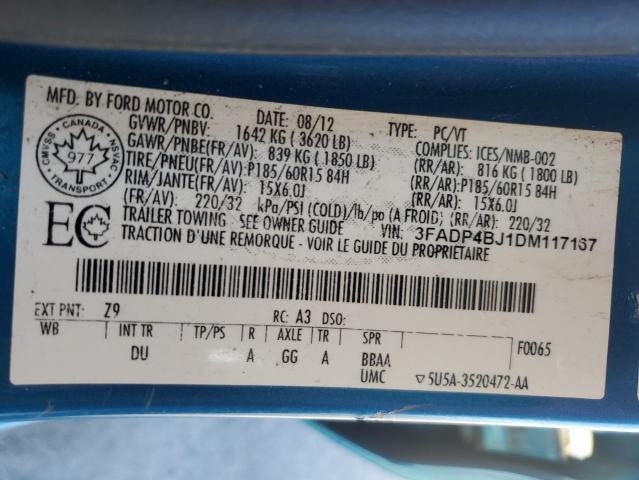 MFD. BY FORD MOTOR CO.
DATE: 08/12 TYPE: PC/VT
GVWR/PNBV: 1642 KG ( 3620 LB) COMPLIES: ICES/NMB-002
GAWR/PNBE(FR/AV): 839 KG ( 1850 LB) (RR/AR): 816 KG ( 1800 LB)
TIRE/PNEU(FR/AV):P185/60R15 84H (RR/AR):P185/60R15 84H
RIM/JANTE(FR/AV): 15X6.0J (RR/AR): 15X6.0J
(FR/AV): 220/32 kPa/PSI (COLD)/lb/po (A FROID) (RR/AR): 220/32
TRAILER TOWING - SEE OWNER GUIDE VIN: 3FADP4BJ1DM117167
TRACTION D'UNE REMORQUE - VOIR LE GUIDE DU PROPRIETAIRE
CANADA
CMVSS
NSVAC
977
TRANSPORT
EC
EXT PNT: Z9 RC: A3 DSO:
WB INT TR TP/PS R AXLE TR SPR F0065
DU A GG A BBAA
UMC ▽5U5A-3520472-AA